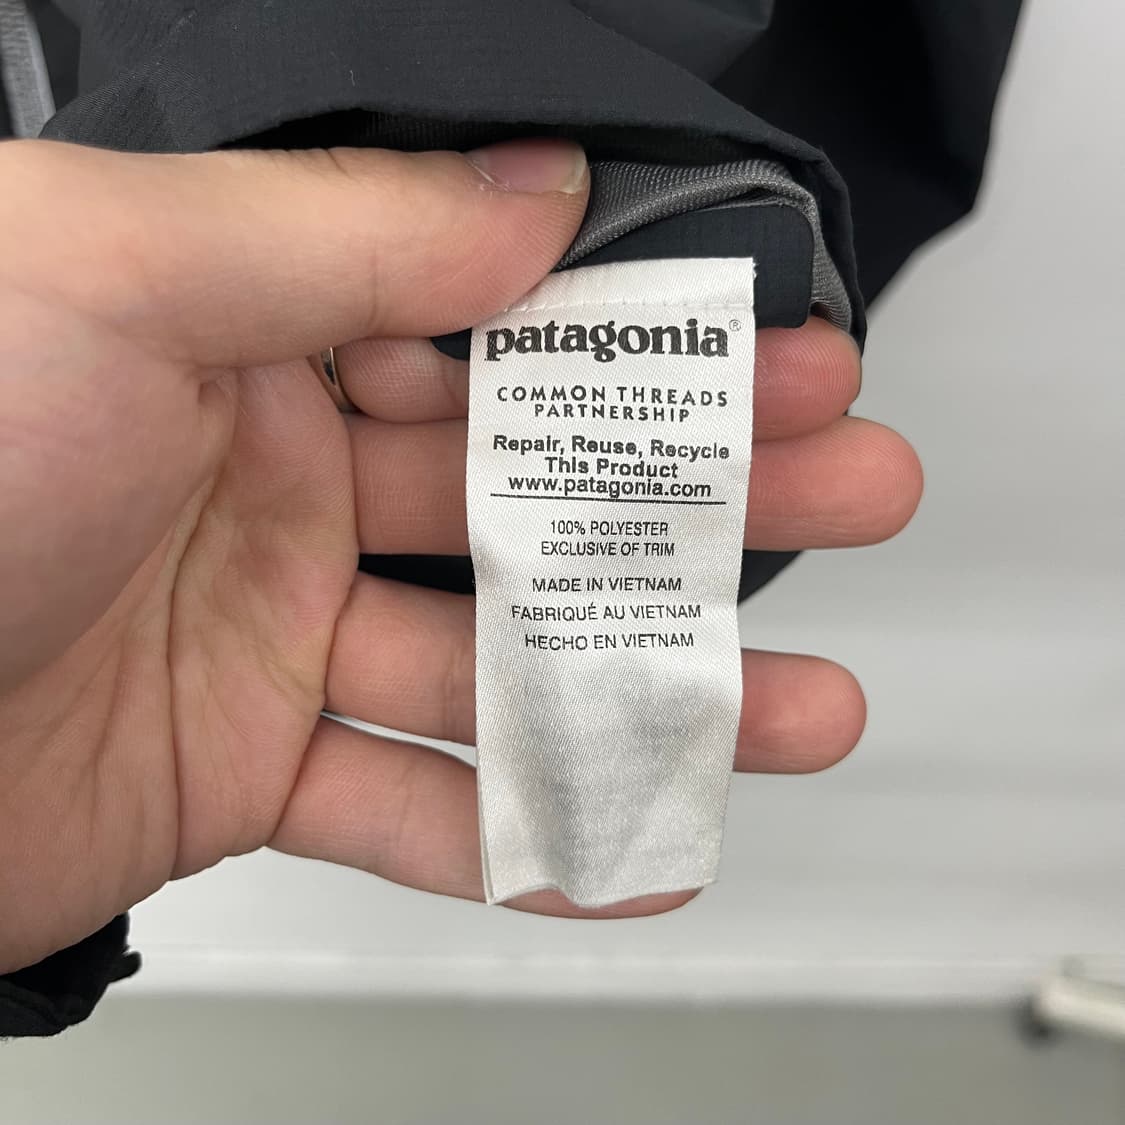 patagonia®
COMMON THREADS
PARTNERSHIP
Repair, Reuse, Recycle
This Product
www.patagonia.com
100% POLYESTER
EXCLUSIVE OF TRIM
MADE IN VIETNAM
FABRIQUÉ AU VIETNAM
HECHO EN VIETNAM